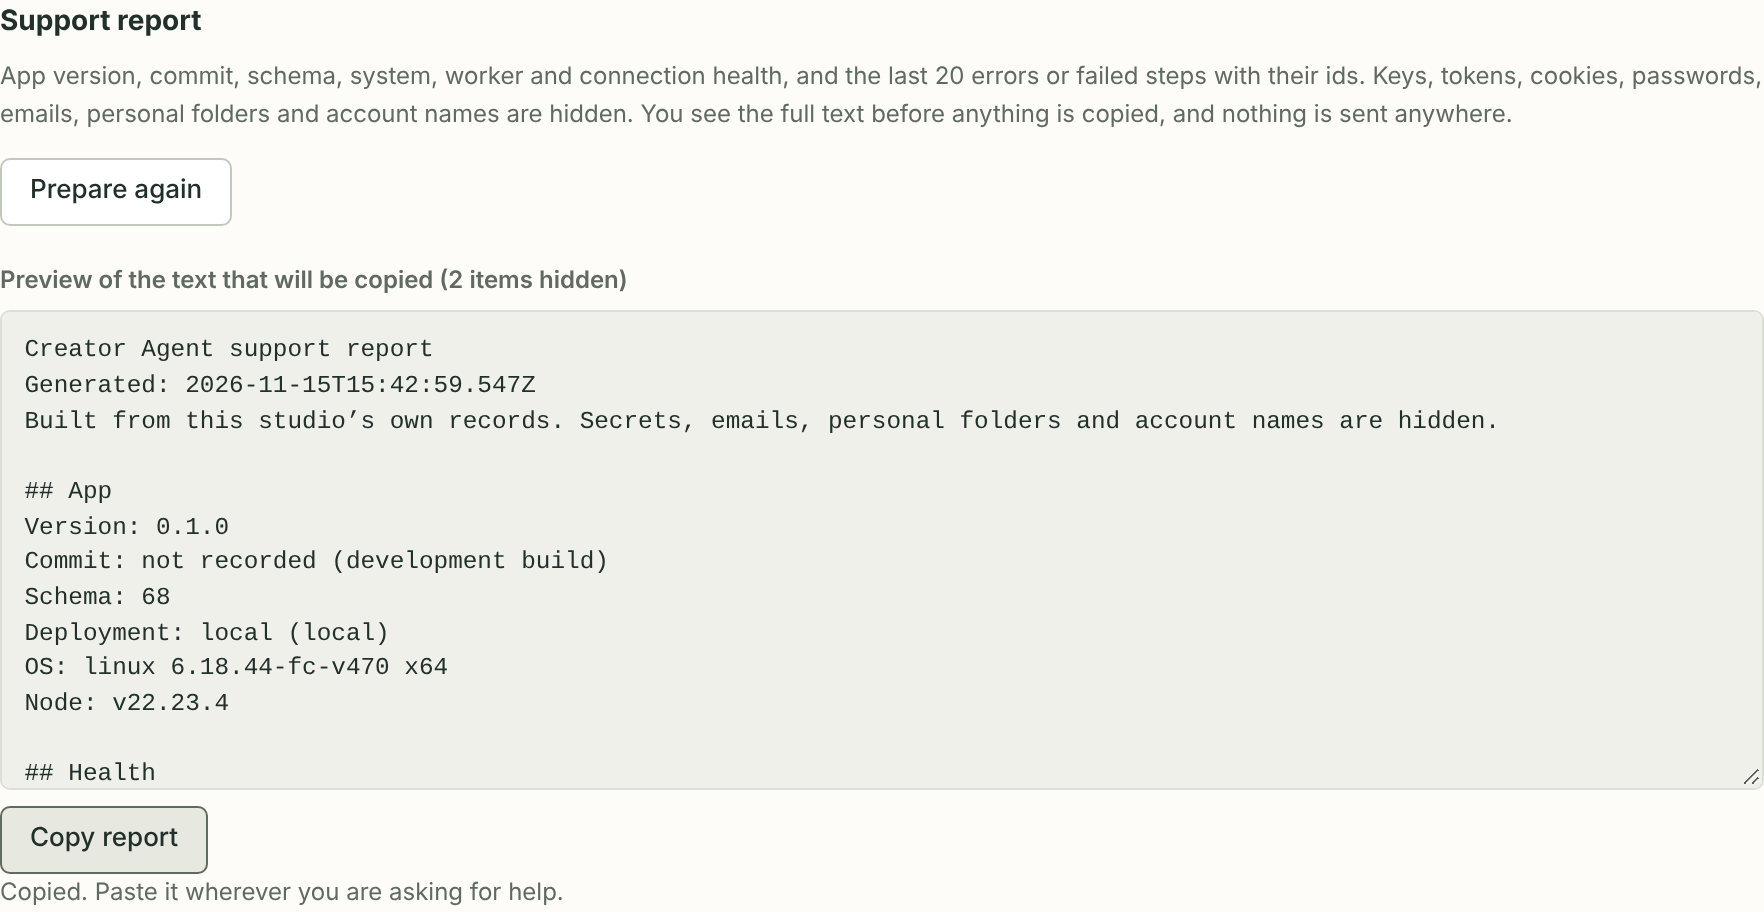 Support report
App version, commit, schema, system, worker and connection health, and the last 20 errors or failed steps with their ids. Keys, tokens, cookies, passwords,
emails, personal folders and account names are hidden. You see the full text before anything is copied, and nothing is sent anywhere.
Prepare again
Preview of the text that will be copied (2 items hidden)
Creator Agent support report
Generated: 2026-11-15T15:42:59.547Z
Built from this studio’s own records. Secrets, emails, personal folders and account names are hidden.
## App
Version: 0.1.0
Commit: not recorded (development build)
Schema: 68
Deployment: local (local)
OS: linux 6.18.44-fc-v470 x64
Node: v22.23.4
## Health
Copy report
Copied. Paste it wherever you are asking for help.